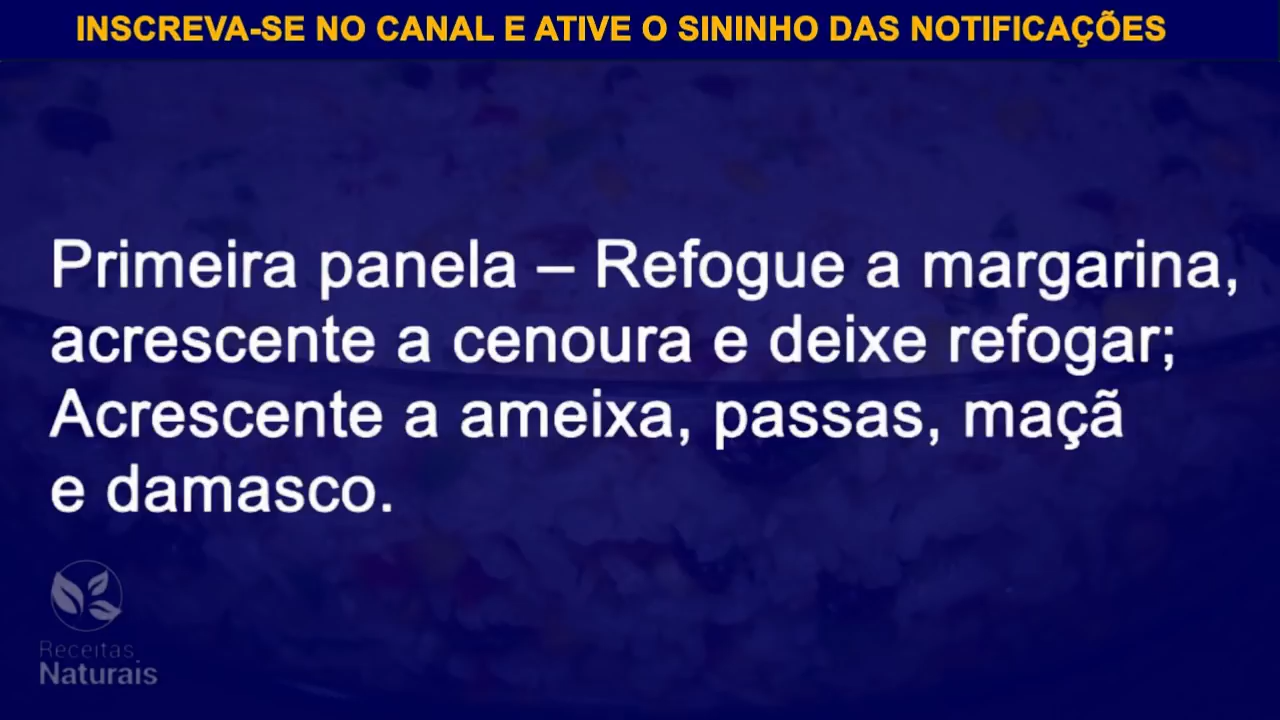 INSCREVA-SE NO CANAL E ATIVE O SININHO DAS NOTIFICAÇÕES
Primeira panela – Refogue a margarina,
acrescente a cenoura e deixe refogar;
Acrescente a ameixa, passas, maçã
e damasco.
Receitas
Naturais